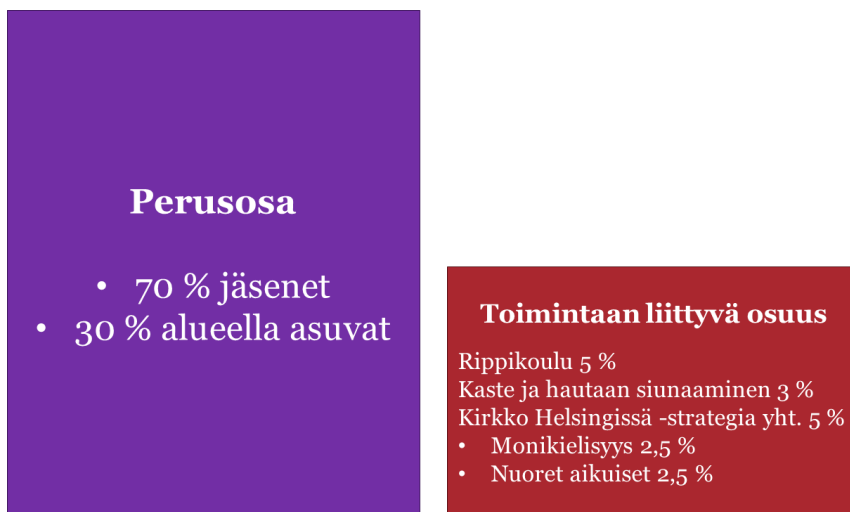 Perusosa
• 70 % jäsenet
• 30 % alueella asuvat
Toimintaan liittyvä osuus
Rippikoulu 5 %
Kaste ja hautaan siunaaminen 3 %
Kirkko Helsingissä -strategia yht. 5 %
• Monikielisyys 2,5 %
• Nuoret aikuiset 2,5 %